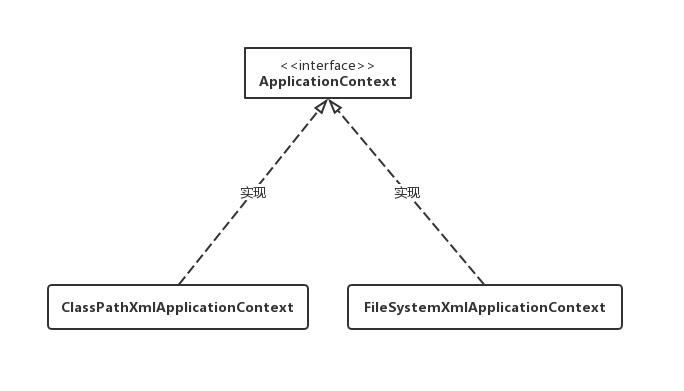 <<interface>>
ApplicationContext
实现
实现
ClassPathXmlApplicationContext
FileSystemXmlApplicationContext